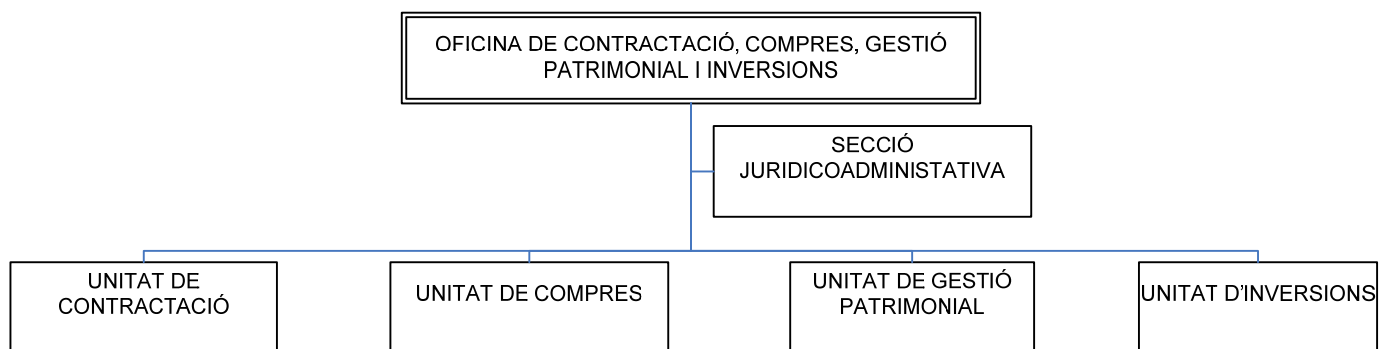 OFICINA DE CONTRACTACIÓ, COMPRES, GESTIÓ
PATRIMONIAL I INVERSIONS
SECCIÓ
JURIDICOADMINISTATIVA
UNITAT DE
CONTRACTACIÓ
UNITAT DE COMPRES
UNITAT DE GESTIÓ
PATRIMONIAL
UNITAT D'INVERSIONS